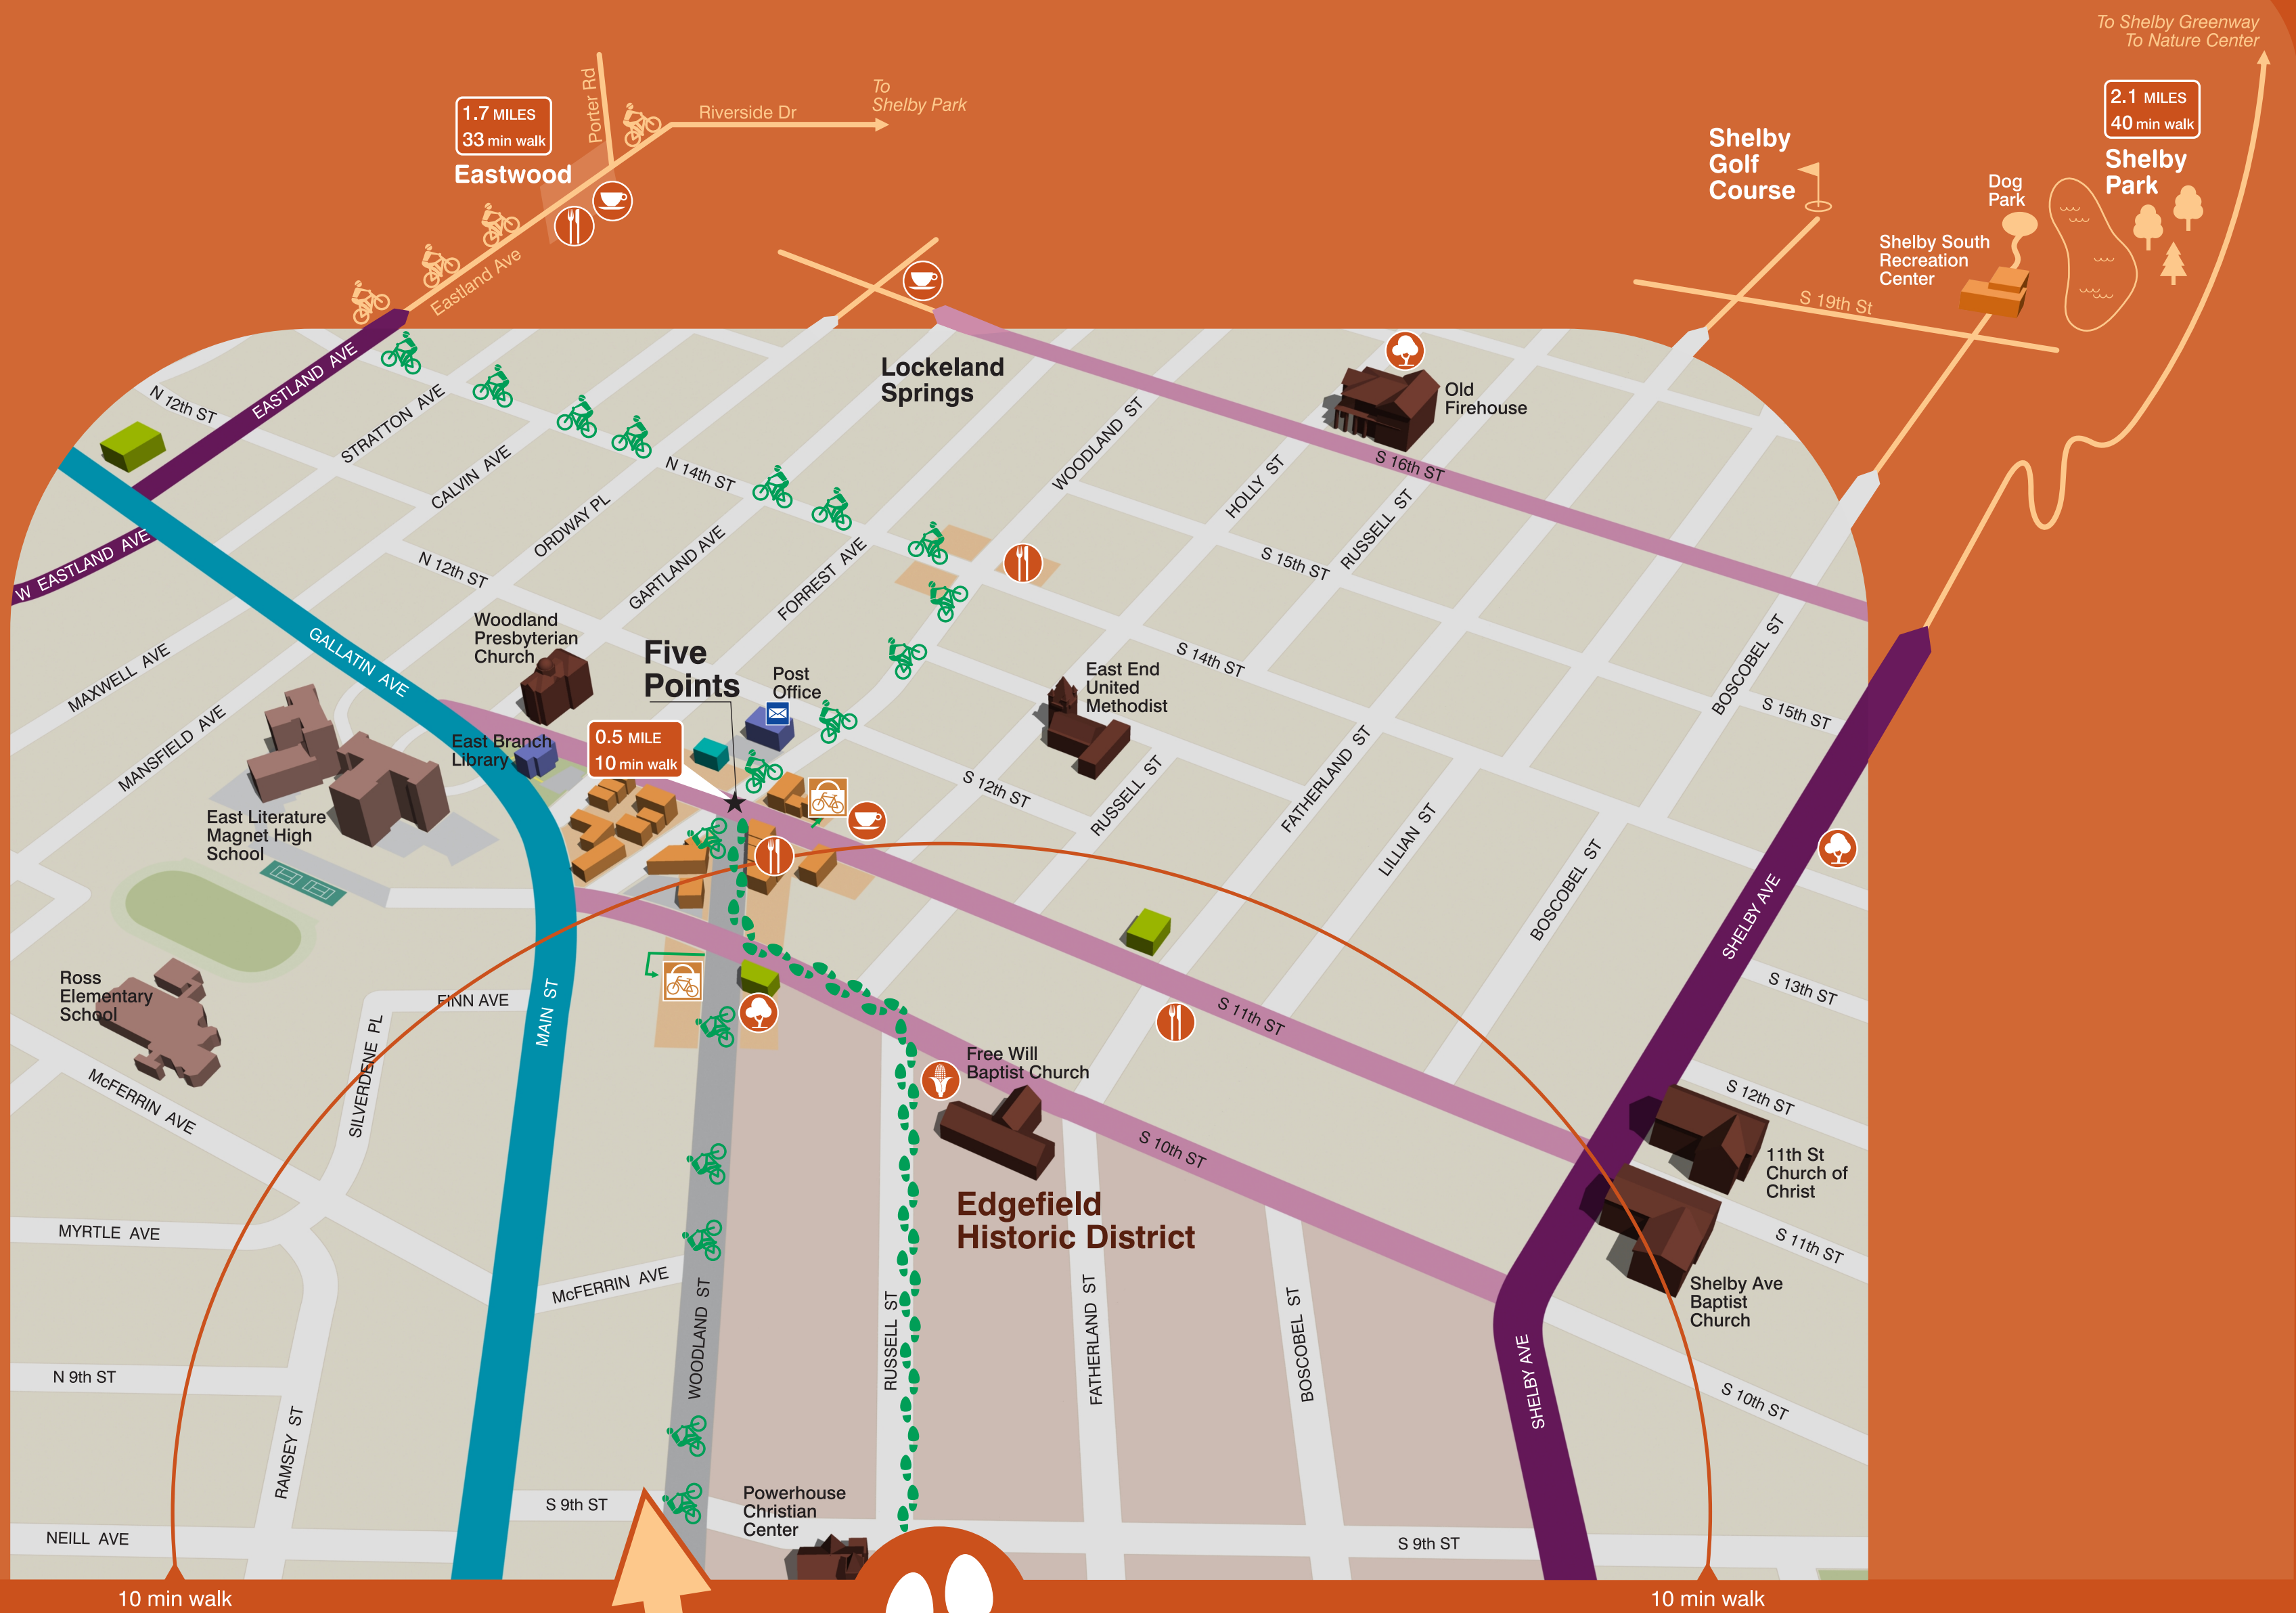 To Shelby Greenway
To Nature Center
2.1 MILES
40 min walk
Shelby
Park
Dog
Park
Shelby South
Recreation
Center
S 19th St
Shelby
Golf
Course
To
Shelby Park
Riverside Dr
Porter Rd
1.7 MILES
33 min walk
Eastwood
Eastland Ave
EASTLAND AVE
N 12th ST
STRATTON AVE
CALVIN AVE
ORDWAY PL
N 14th ST
Lockeland
Springs
WOODLAND ST
Old
Firehouse
S 16th ST
HOLLY ST
RUSSELL ST
S 15th ST
W EASTLAND AVE
N 12th ST
GARTLAND AVE
FORREST AVE
GALLATIN AVE
MAXWELL AVE
MANSFIELD AVE
Woodland
Presbyterian
Church
Five
Points
Post
Office
0.5 MILE
10 min walk
East Branch
Library
East Literature
Magnet High
School
East End
United
Methodist
S 14th ST
S 12th ST
RUSSELL ST
FATHERLAND ST
LILLIAN ST
BOSCOBEL ST
BOSCOBEL ST
S 15th ST
SHELBY AVE
S 13th ST
S 12th ST
S 11th ST
Ross
Elementary
School
FINN AVE
MAIN ST
SILVERDENE PL
McFERRIN AVE
Free Will
Baptist Church
S 10th ST
11th St
Church of
Christ
S 11th ST
Shelby Ave
Baptist
Church
Edgefield
Historic District
MYRTLE AVE
McFERRIN AVE
WOODLAND ST
RUSSELL ST
FATHERLAND ST
BOSCOBEL ST
SHELBY AVE
S 10th ST
N 9th ST
RAMSEY ST
S 9th ST
Powerhouse
Christian
Center
NEILL AVE
S 9th ST
10 min walk
10 min walk